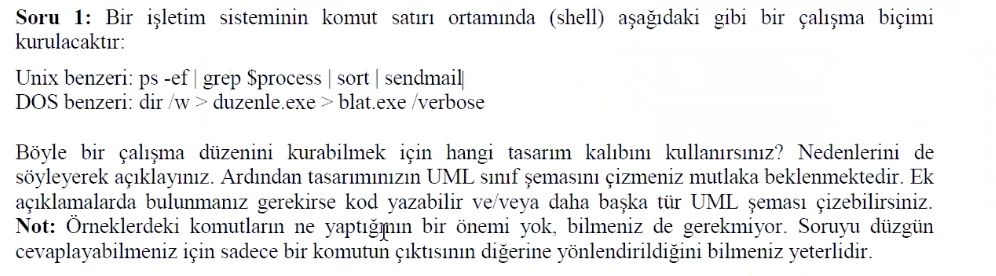 Soru 1: Bir işletim sisteminin komut satırı ortamında (shell) aşağıdaki gibi bir çalışma biçimi
kurulacaktır:
Unix benzeri: ps -ef | grep $process | sort | sendmail
DOS benzeri: dir /w > duzenle.exe > blat.exe /verbose
Böyle bir çalışma düzenini kurabilmek için hangi tasarım kalıbını kullanırsınız? Nedenlerini de
söyleyerek açıklayınız. Ardından tasarımınızın UML sınıf şemasını çizmeniz mutlaka beklenmektedir. Ek
açıklamalarda bulunmanız gerekirse kod yazabilir ve/veya daha başka tür UML şeması çizebilirsiniz.
Not: Örneklerdeki komutların ne yaptığının bir önemi yok, bilmeniz de gerekmiyor. Soruyu düzgün
cevaplayabilmeniz için sadece bir komutun çıktısının diğerine yönlendirildiğini bilmeniz yeterlidir.